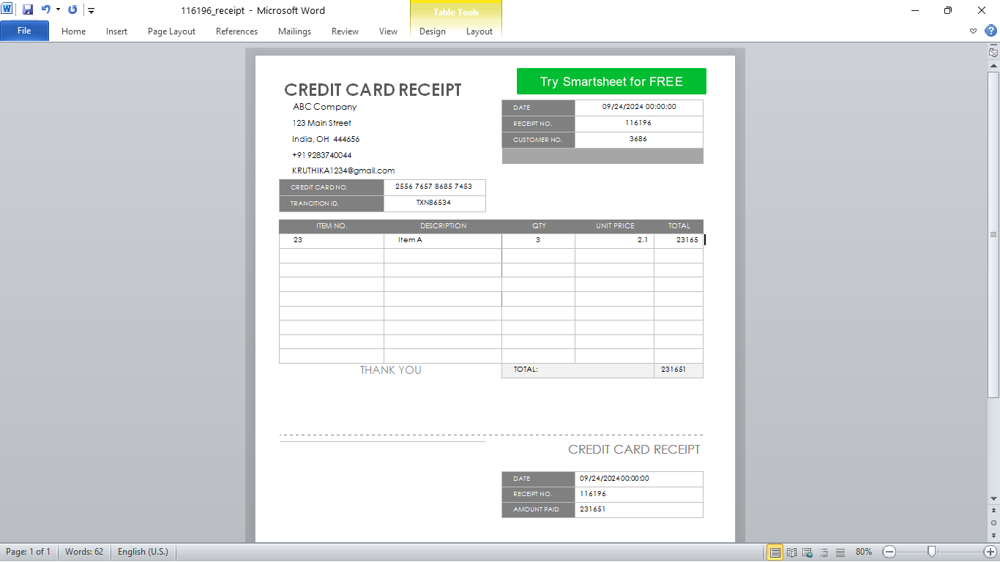 116196_receipt - Microsoft Word
Table Tools
File Home Insert Page Layout References Mailings Review View Design Layout
Try Smartsheet for FREE
CREDIT CARD RECEIPT
ABC Company
123 Main Street
India, OH 444656
+91 9283740044
KRUTHIKA1234@gmail.com
DATE 09/24/2024 00:00:00
RECEIPT NO. 116196
CUSTOMER NO. 3686
CREDIT CARD NO. 2556 7657 8685 7453
TRANCITION ID. TXN86534
ITEM NO. DESCRIPTION QTY UNIT PRICE TOTAL
23 Item A 3 2.1 23165
THANK YOU TOTAL: 231651
CREDIT CARD RECEIPT
DATE 09/24/2024 00:00:00
RECEIPT NO. 116196
AMOUNT PAID 231651
Page: 1 of 1 Words: 62 English (U.S.) 80%